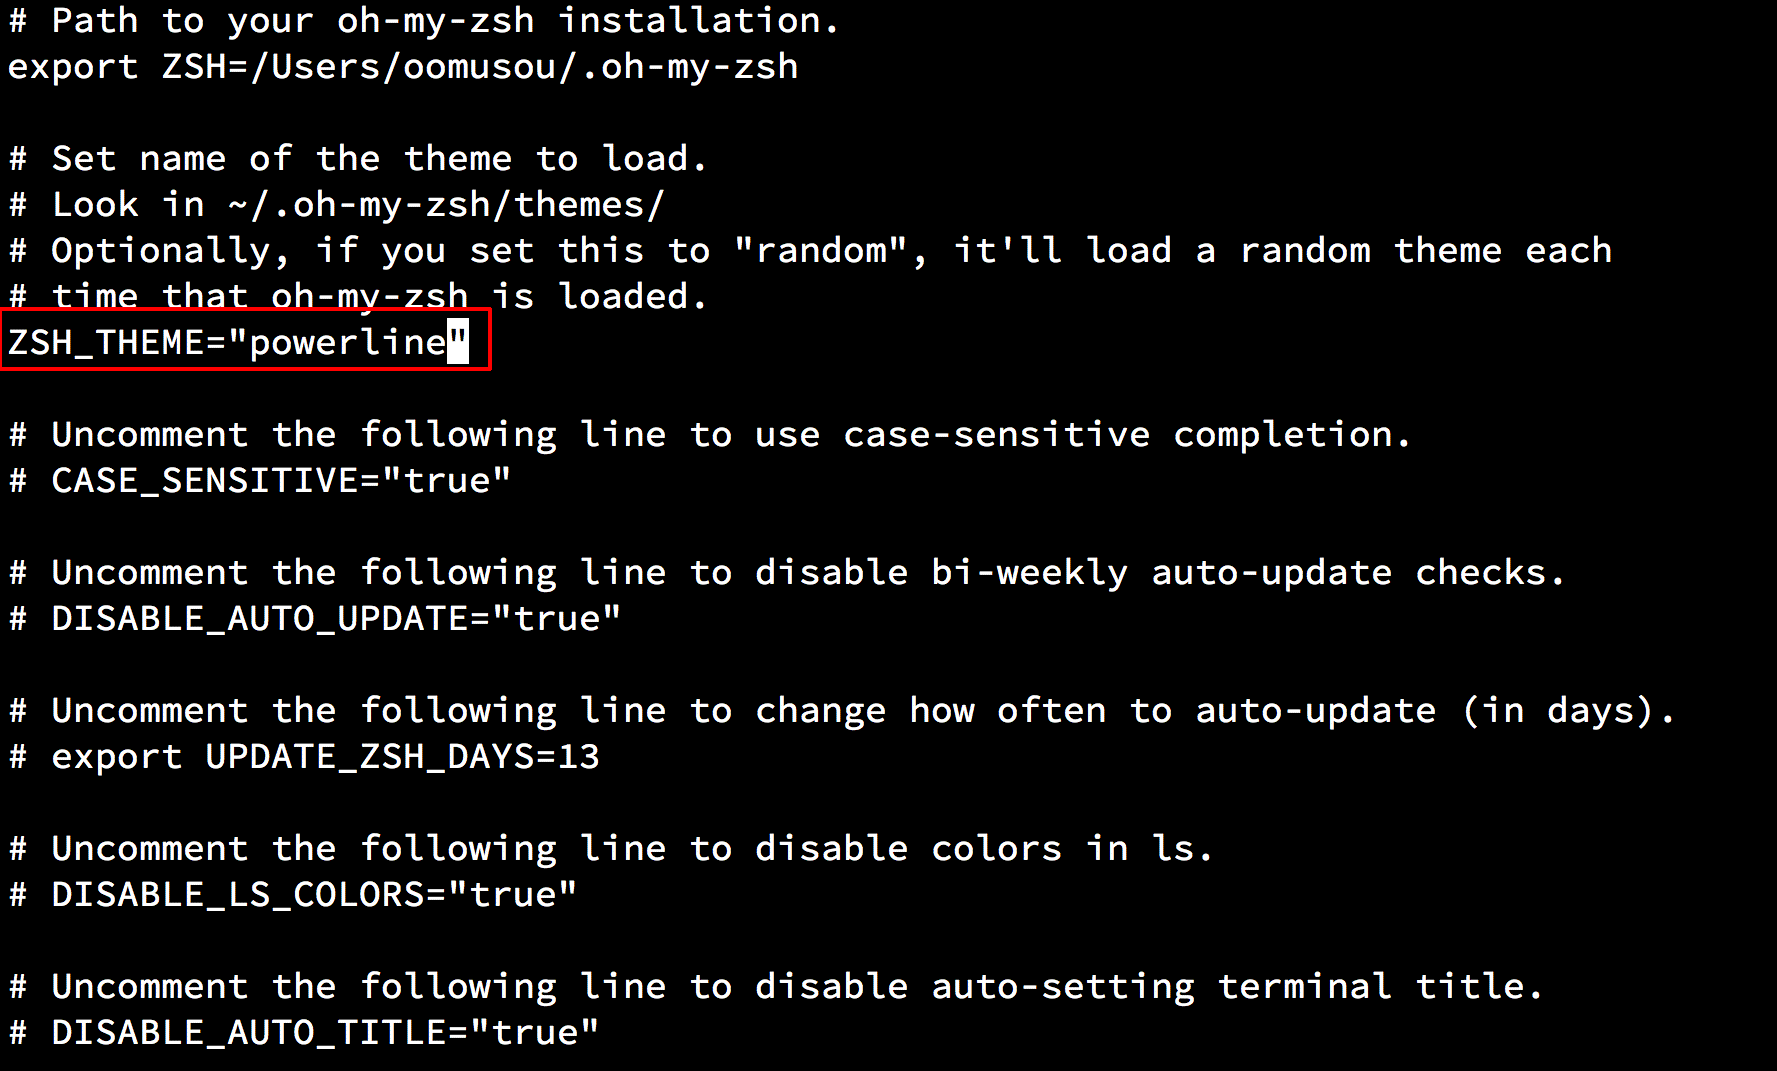 # Path to your oh-my-zsh installation.
export ZSH=/Users/oomusou/.oh-my-zsh
# Set name of the theme to load.
# Look in ~/.oh-my-zsh/themes/
# Optionally, if you set this to "random", it'll load a random theme each
# time that oh-my-zsh is loaded.
ZSH_THEME="powerline"
# Uncomment the following line to use case-sensitive completion.
# CASE_SENSITIVE="true"
# Uncomment the following line to disable bi-weekly auto-update checks.
# DISABLE_AUTO_UPDATE="true"
# Uncomment the following line to change how often to auto-update (in days).
# export UPDATE_ZSH_DAYS=13
# Uncomment the following line to disable colors in ls.
# DISABLE_LS_COLORS="true"
# Uncomment the following line to disable auto-setting terminal title.
# DISABLE_AUTO_TITLE="true"